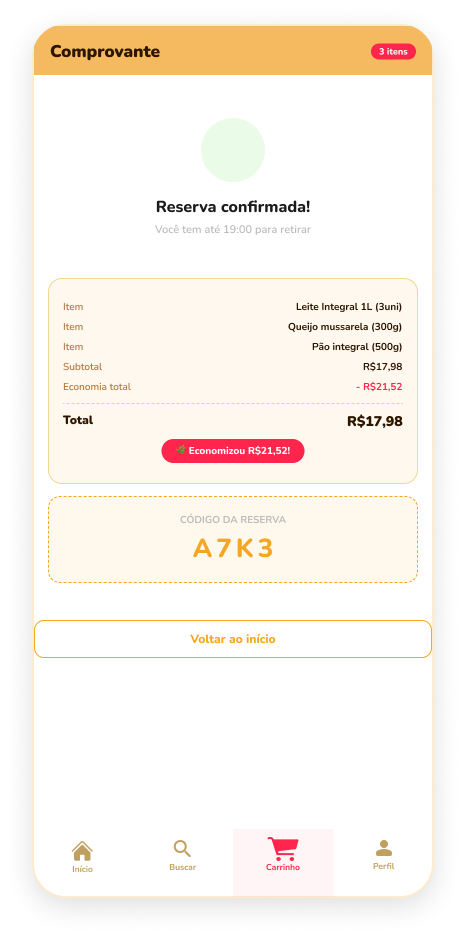 Comprovante 3 itens
Reserva confirmada!
Você tem até 19:00 para retirar
Item Leite Integral 1L (3uni)
Item Queijo mussarela (300g)
Item Pão integral (500g)
Subtotal R$17,98
Economia total - R$21,52
Total R$17,98
🌿 Economizou R$21,52!
CÓDIGO DA RESERVA
A7K3
Voltar ao início
Início Buscar Carrinho Perfil